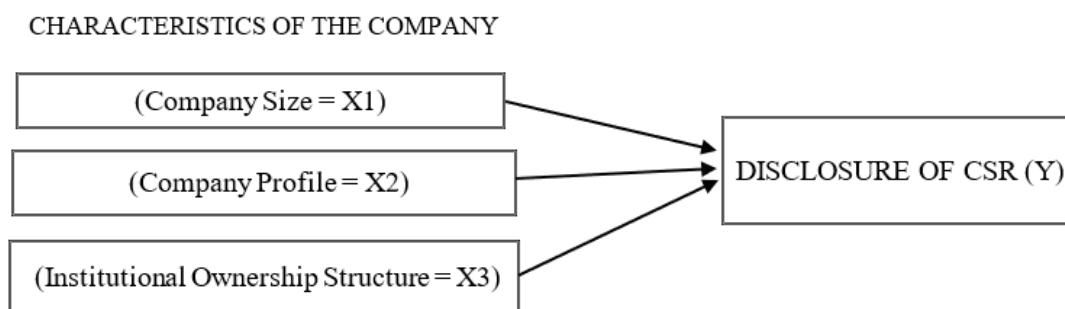 CHARACTERISTICS OF THE COMPANY
(Company Size = X1)
(Company Profile = X2)
(Institutional Ownership Structure = X3)
DISCLOSURE OF CSR (Y)